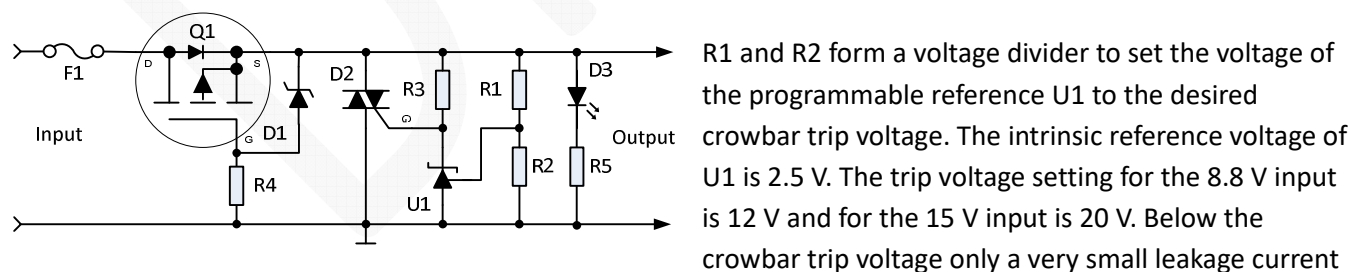 Q1
D
S
F1
D2
R3
R1
D3
G
Input
D1
G
Output
R4
R2
R5
U1
R1 and R2 form a voltage divider to set the voltage of
the programmable reference U1 to the desired
crowbar trip voltage. The intrinsic reference voltage of
U1 is 2.5 V. The trip voltage setting for the 8.8 V input
is 12 V and for the 15 V input is 20 V. Below the
crowbar trip voltage only a very small leakage current